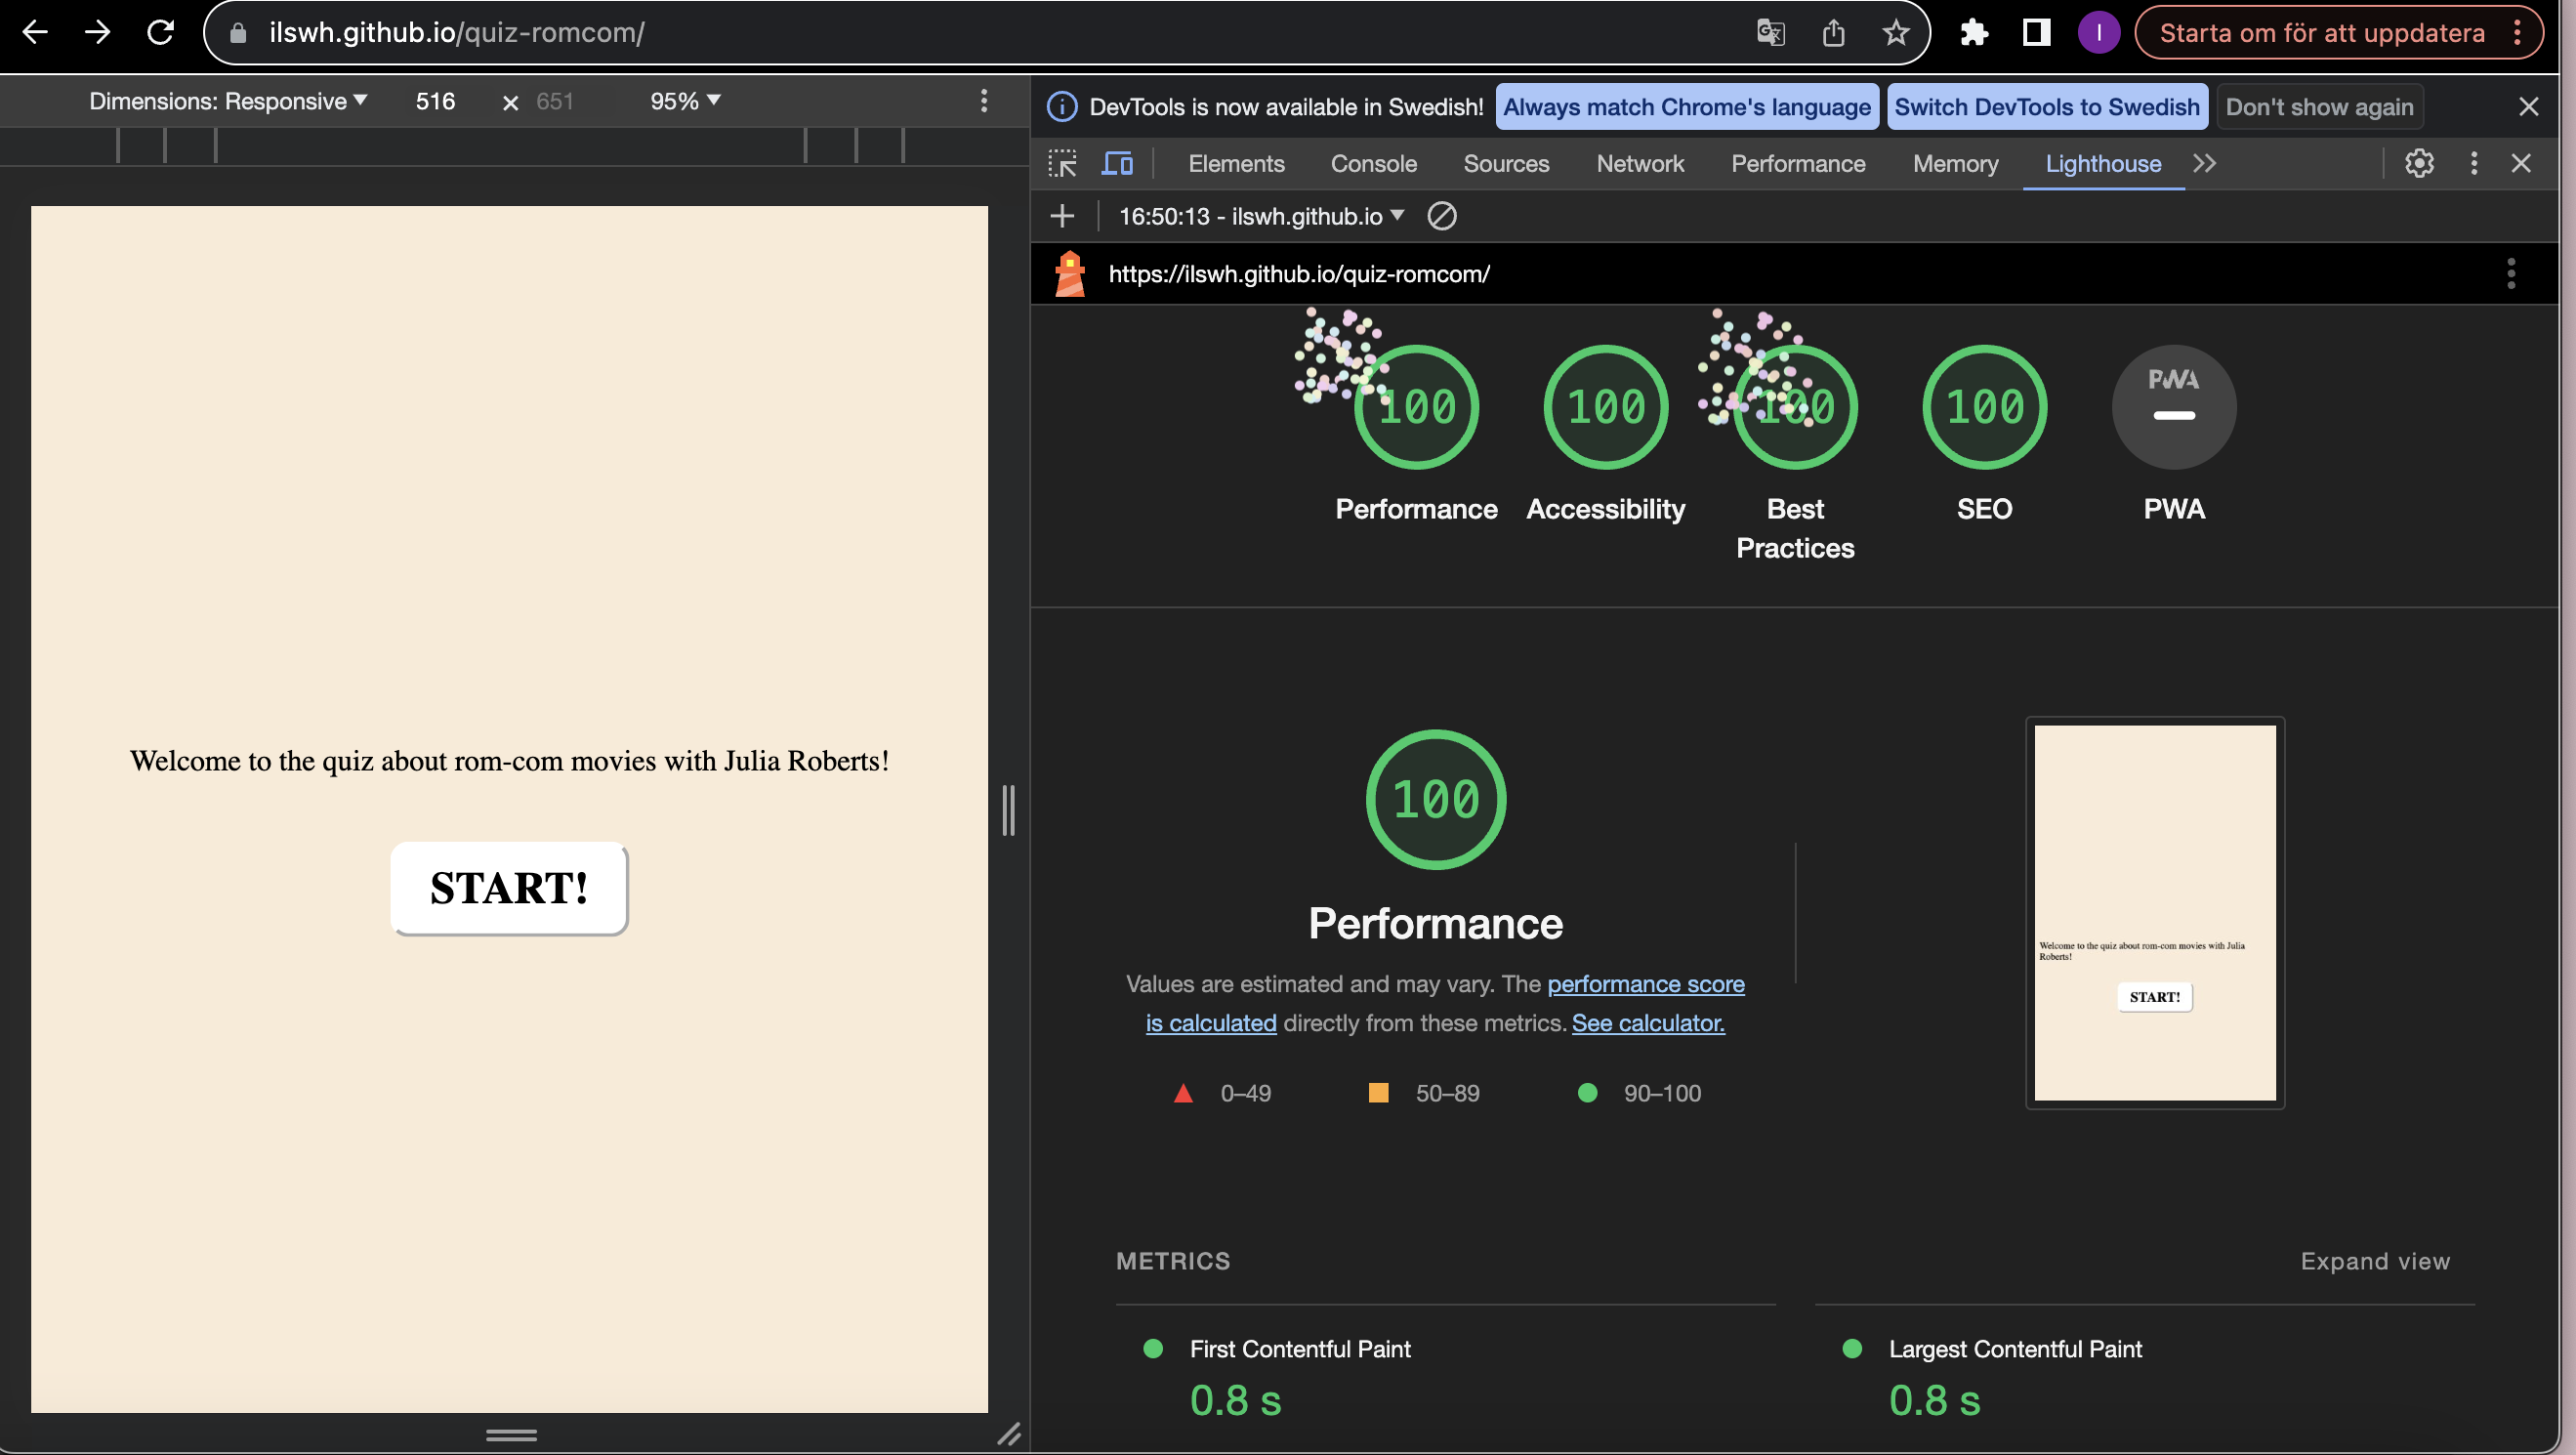 ilswh.github.io/quiz-romcom/
I
Starta om för att uppdatera
Dimensions: Responsive 516 × 651 95%
DevTools is now available in Swedish! Always match Chrome's language Switch DevTools to Swedish Don't show again
Elements Console Sources Network Performance Memory Lighthouse
16:50:13 - ilswh.github.io
https://ilswh.github.io/quiz-romcom/
100 100 100 100 PWA
Performance Accessibility Best Practices SEO PWA
Welcome to the quiz about rom-com movies with Julia Roberts!
START!
100
Performance
Values are estimated and may vary. The performance score
is calculated directly from these metrics. See calculator.
0–49 50–89 90–100
Welcome to the quiz about rom-com movies with Julia
Roberts!
START!
METRICS Expand view
First Contentful Paint
0.8 s
Largest Contentful Paint
0.8 s